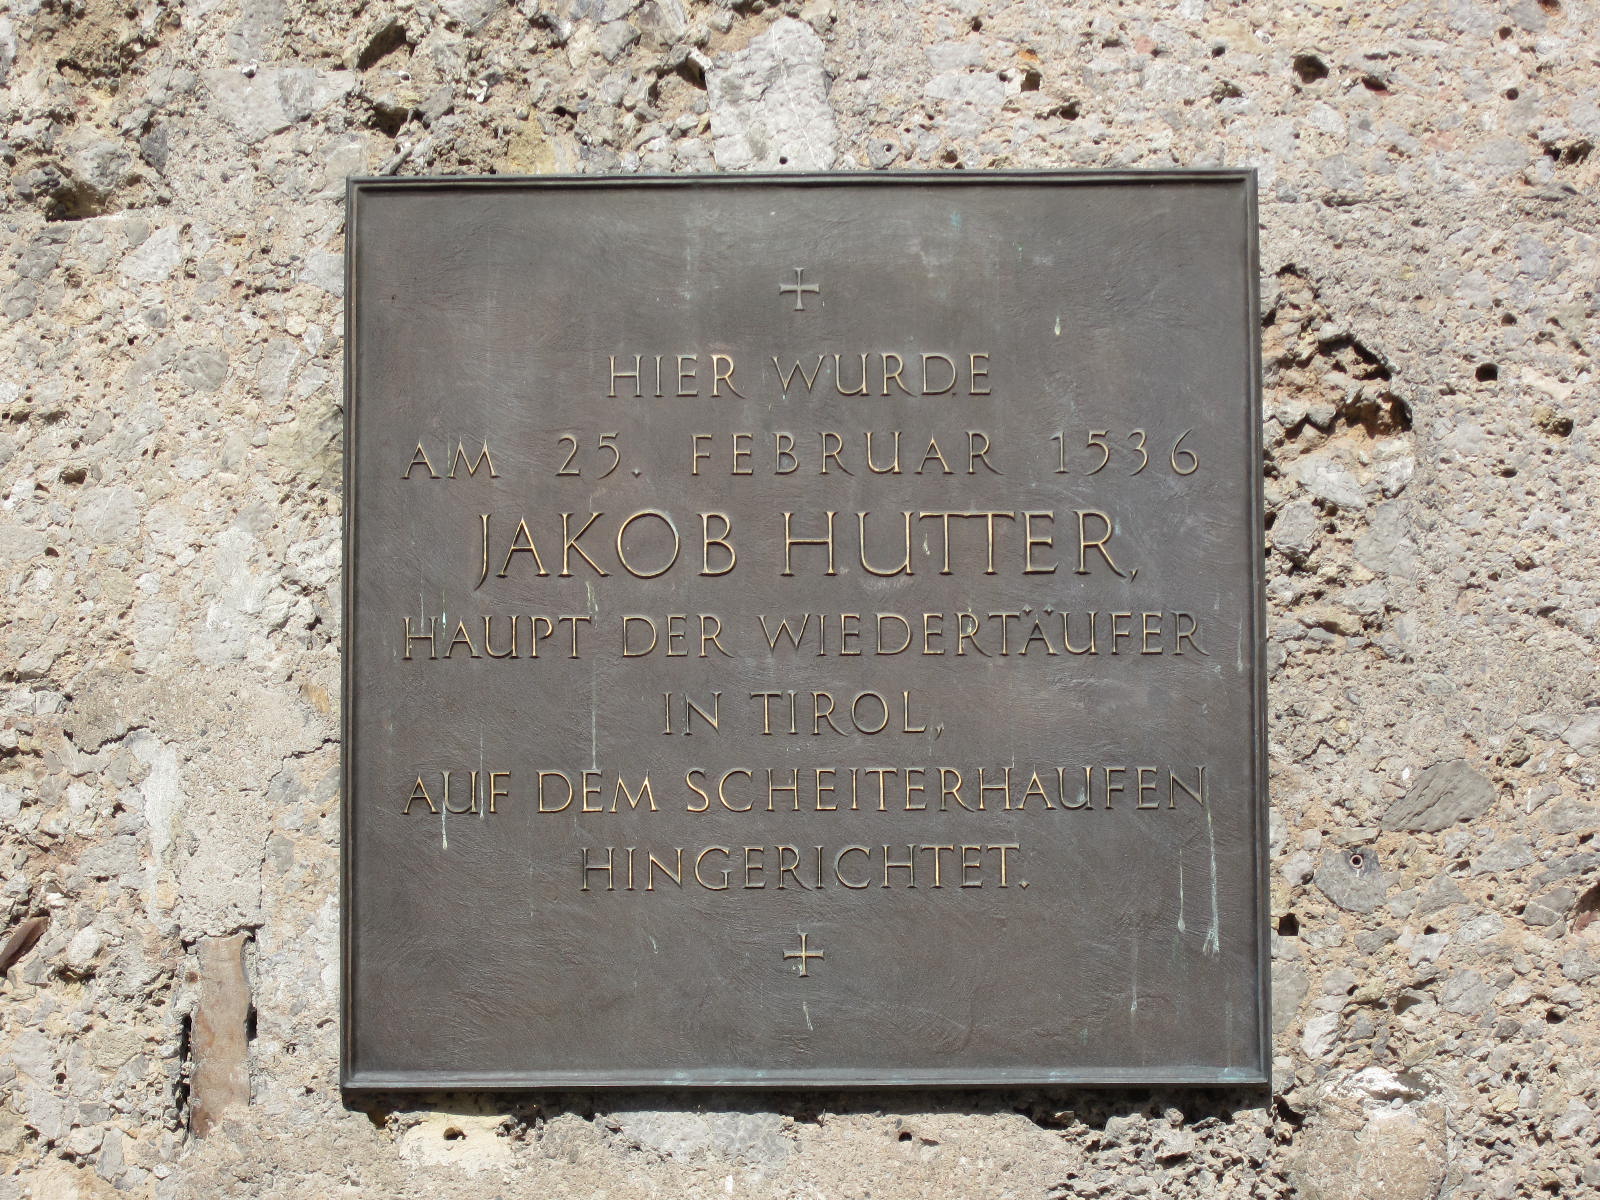 HIER WURDE
AM 25. FEBRUAR 1536
JAKOB HUTTER,
HAUPT DER WIEDERTÄUFER
IN TIROL,
AUF DEM SCHEITERHAUFEN
HINGERICHTET.